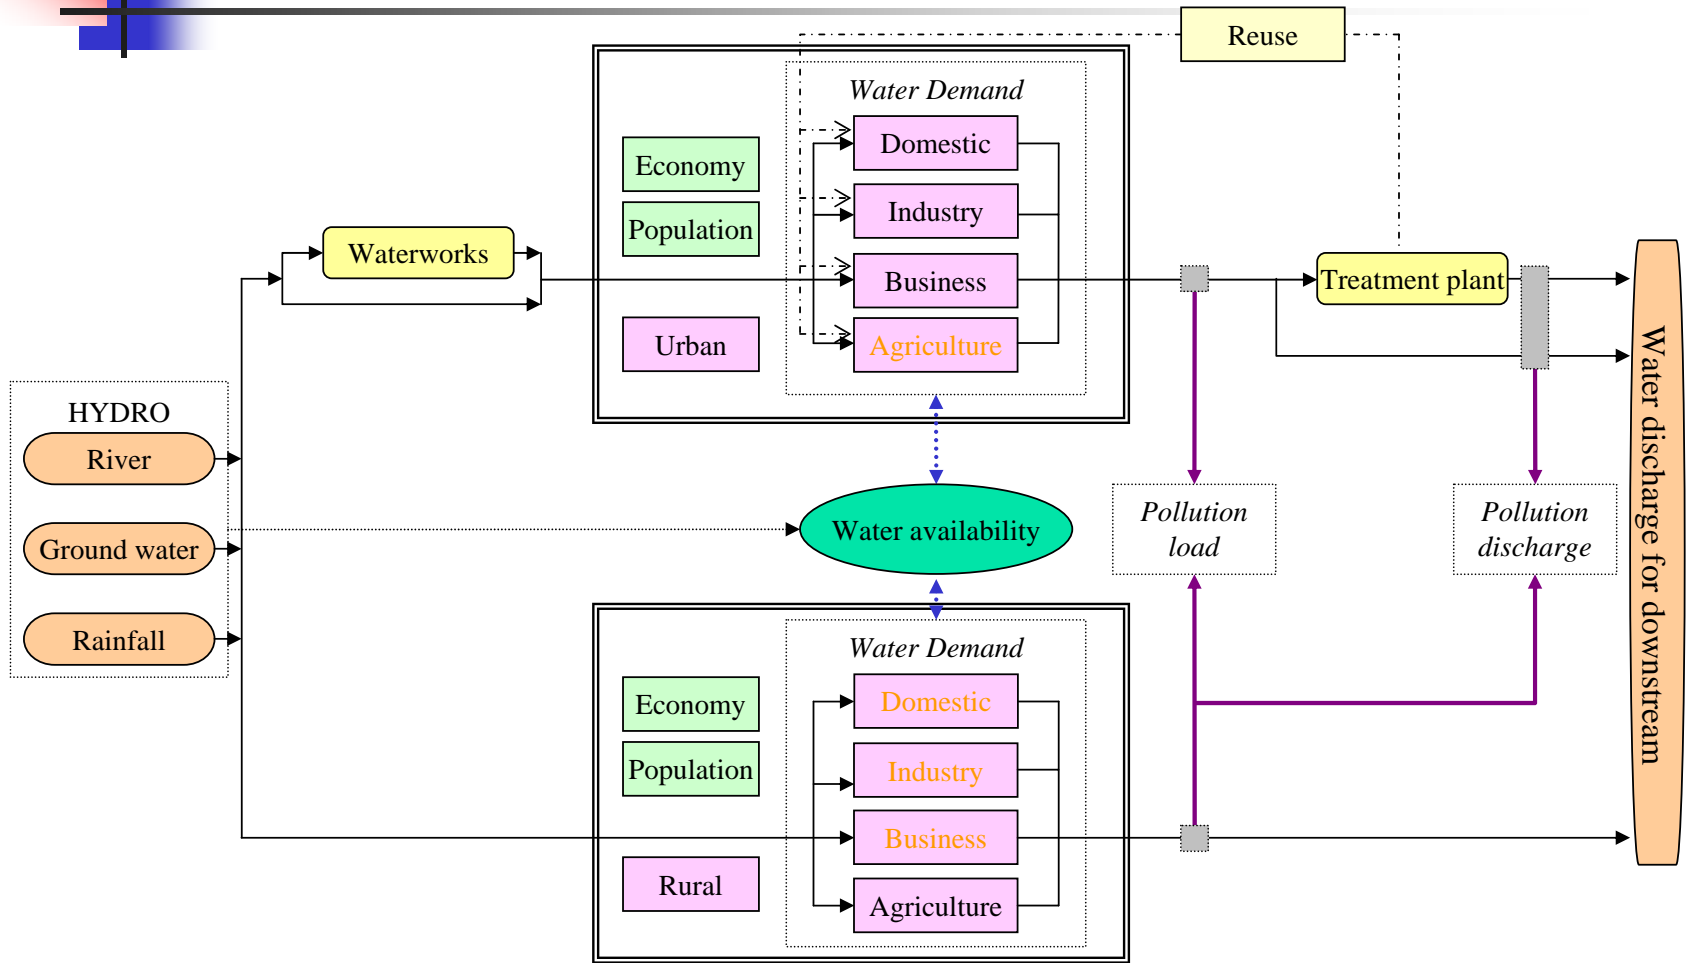 Reuse
Water Demand
Domestic
Economy
Industry
Population
Waterworks
Business
Treatment plant
Urban
Agriculture
HYDRO
River
Ground water
Rainfall
Water availability
Pollution
load
Pollution
discharge
Water discharge for downstream
Water Demand
Economy
Domestic
Population
Industry
Business
Rural
Agriculture